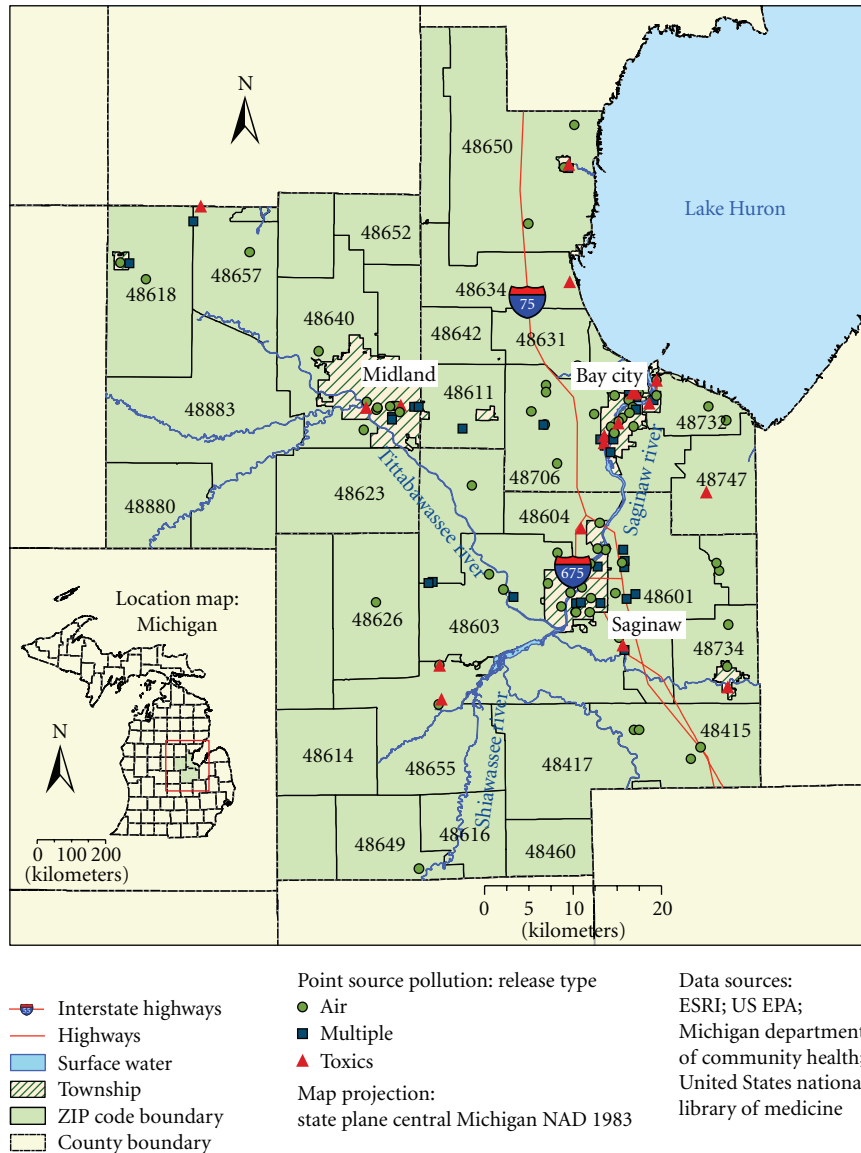 N
48650
Lake Huron
48652
48657
48618
48634
75
48640
48642
48631
Midland
Bay city
48611
48883
48732
48706
48747
48880
48623
Tittabawassee river
Saginaw river
48604
675
Location map:
Michigan
48601
48626
48603
Saginaw
48734
N
48415
48614
48655
48417
Shiawassee river
48649
48616
48460
0 100 200
(kilometers)
0 5 10 20
(kilometers)
Point source pollution: release type
Air
Multiple
Toxics
Map projection:
state plane central Michigan NAD 1983
55
Interstate highways
Highways
Surface water
Township
ZIP code boundary
County boundary
Data sources:
ESRI; US EPA;
Michigan department
of community health;
United States national
library of medicine